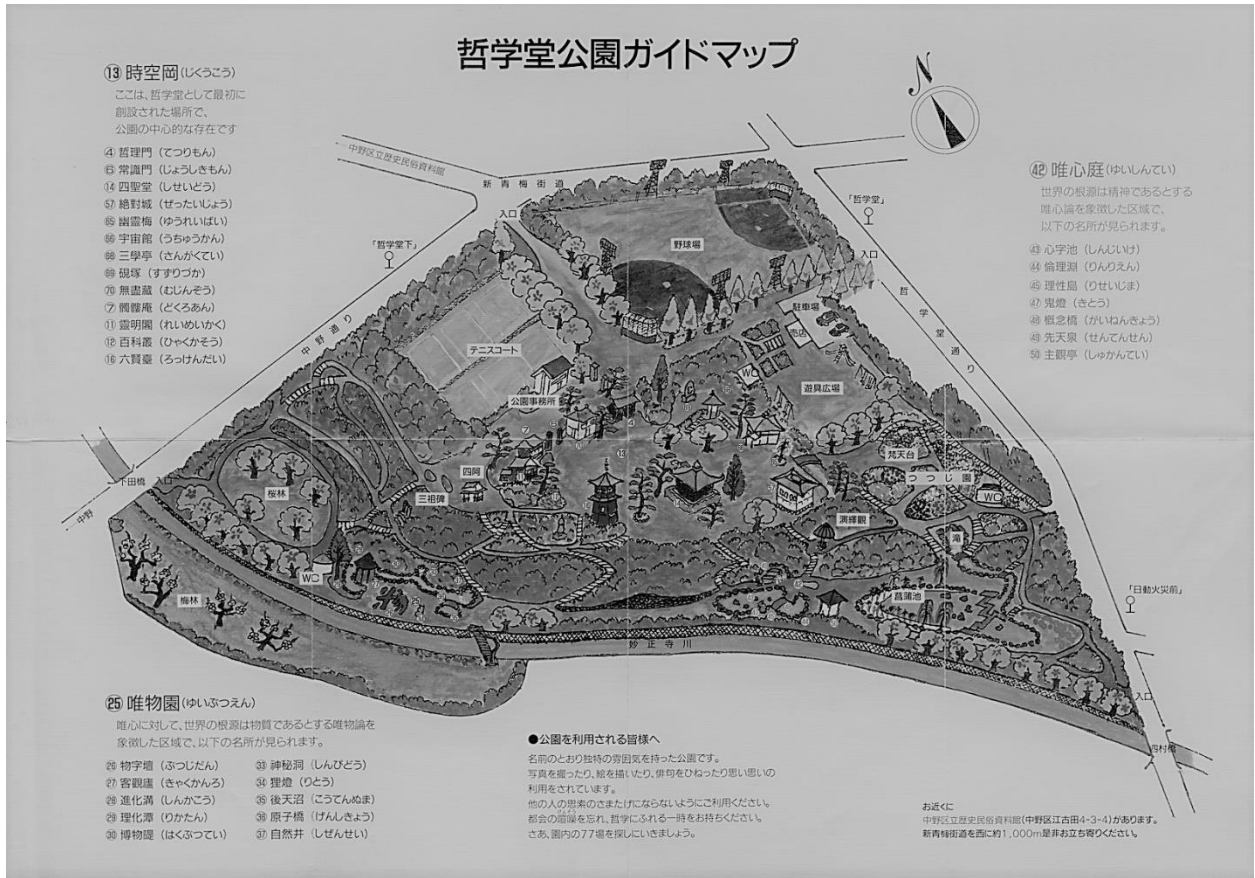 哲学堂公園ガイドマップ
⑬ 時空岡(じくうこう)
ここは、哲学堂として最初に
創設された場所で、
公園の中心的な存在です
④ 哲理門(てつりもん)
⑥ 常識門(じょうしきもん)
⑭ 四聖堂(しせいどう)
�57 絶對城(ぜったいじょう)
�65 幽霊梅(ゆうれいばい)
�66 宇宙館(うちゅうかん)
�68 三學亭(さんがくてい)
�69 硯塚(すずりづか)
�70 無盡蔵(むじんぞう)
⑦ 髑髏庵(どくろあん)
⑪ 靈明閣(れいめいかく)
⑫ 百科叢(ひゃくかそう)
⑯ 六賢臺(ろっけんだい)
N
㊷ 唯心庭(ゆいしんてい)
世界の根源は精神であるとする
唯心論を象徴した区域で、
以下の名所が見られます。
㊸ 心字池(しんじいけ)
㊹ 倫理淵(りんりえん)
㊺ 理性島(りせいじま)
㊼ 鬼燈(きとう)
㊽ 概念橋(がいねんきょう)
㊾ 先天泉(せんてんせん)
㊿ 主觀亭(しゅかんてい)
中野区立歴史民俗資料館
新青梅街道
入口
「哲学堂下」
「哲学堂」
野球場
入口
中野通り
哲学堂通り
駐車場
売店
テニスコート
WC
遊具広場
公園事務所
⑬
梵天台
四阿
つつじ園
下田橋
入口
桜林
三祖碑
WC
中野
演繹観
滝
WC
梅林
菖蒲池
「日動火災前」
妙正寺川
入口
四村橋
㉕ 唯物園(ゆいぶつえん)
唯心に対して、世界の根源は物質であるとする唯物論を
象徴した区域で、以下の名所が見られます。
㉖ 物字壇(ぶつじだん)
㉗ 客觀廬(きゃくかんろ)
㉘ 進化溝(しんかこう)
㉙ 理化潭(りかたん)
㉚ 博物隄(はくぶつてい)
㉝ 神秘洞(しんぴどう)
㉞ 狸燈(りとう)
㉟ 後天沼(こうてんぬま)
㊱ 原子橋(げんしきょう)
㊲ 自然井(しぜんせい)
●公園を利用される皆様へ
名前のとおり独特の雰囲気を持った公園です。
写真を撮ったり、絵を描いたり、俳句をひねったり思い思いの
利用をされています。
他の人の思索のさまたげにならないようにご利用ください。
都会の喧噪を忘れ、哲学にふれる一時をお持ちください。
さあ、園内の77場を探しにいきましょう。
お近くに
中野区立歴史民俗資料館(中野区江古田4-3-4)があります。
新青梅街道を西に約1,000m是非お立ち寄りください。